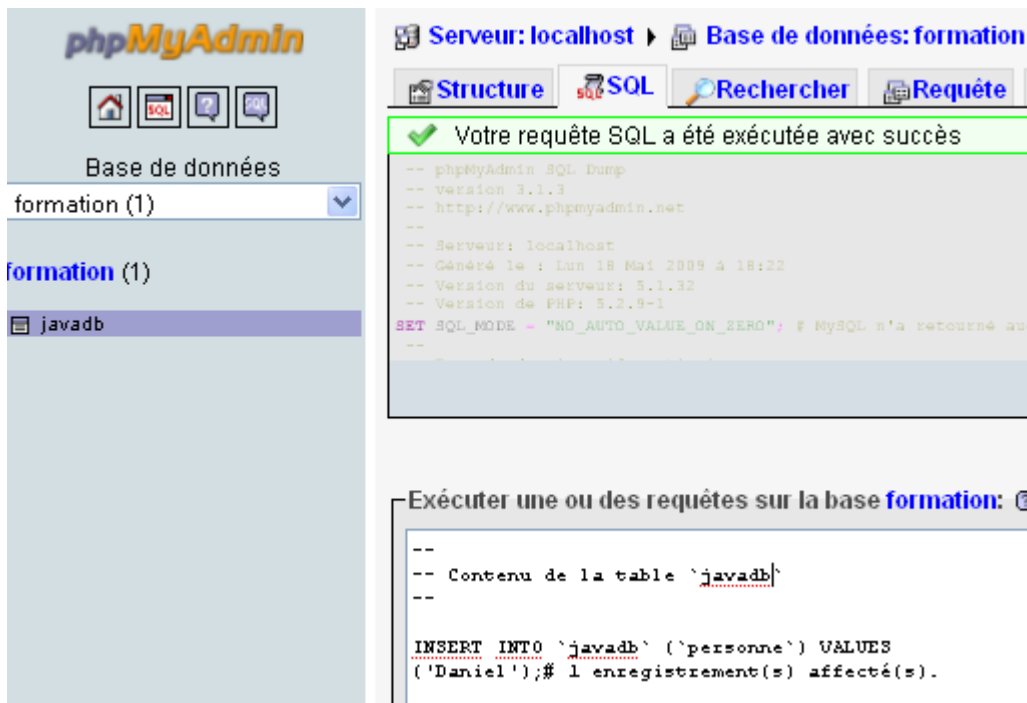 phpMyAdmin
SQL
SQL
Base de données
formation (1)
formation (1)
javadb
Serveur: localhost ▸ Base de données: formation
Structure SQL Rechercher Requête
Votre requête SQL a été exécutée avec succès
-- phpMyAdmin SQL Dump
-- version 3.1.3
-- http://www.phpmyadmin.net
--
-- Serveur: localhost
-- Généré le : Lun 18 Mai 2009 à 18:22
-- Version du serveur: 5.1.32
-- Version de PHP: 5.2.9-1
SET SQL_MODE = "NO_AUTO_VALUE_ON_ZERO"; # MySQL n'a retourné au
--
Exécuter une ou des requêtes sur la base formation:
--
-- Contenu de la table `javadb`
--
INSERT INTO `javadb` (`personne`) VALUES
('Daniel');# 1 enregistrement(s) affecté(s).